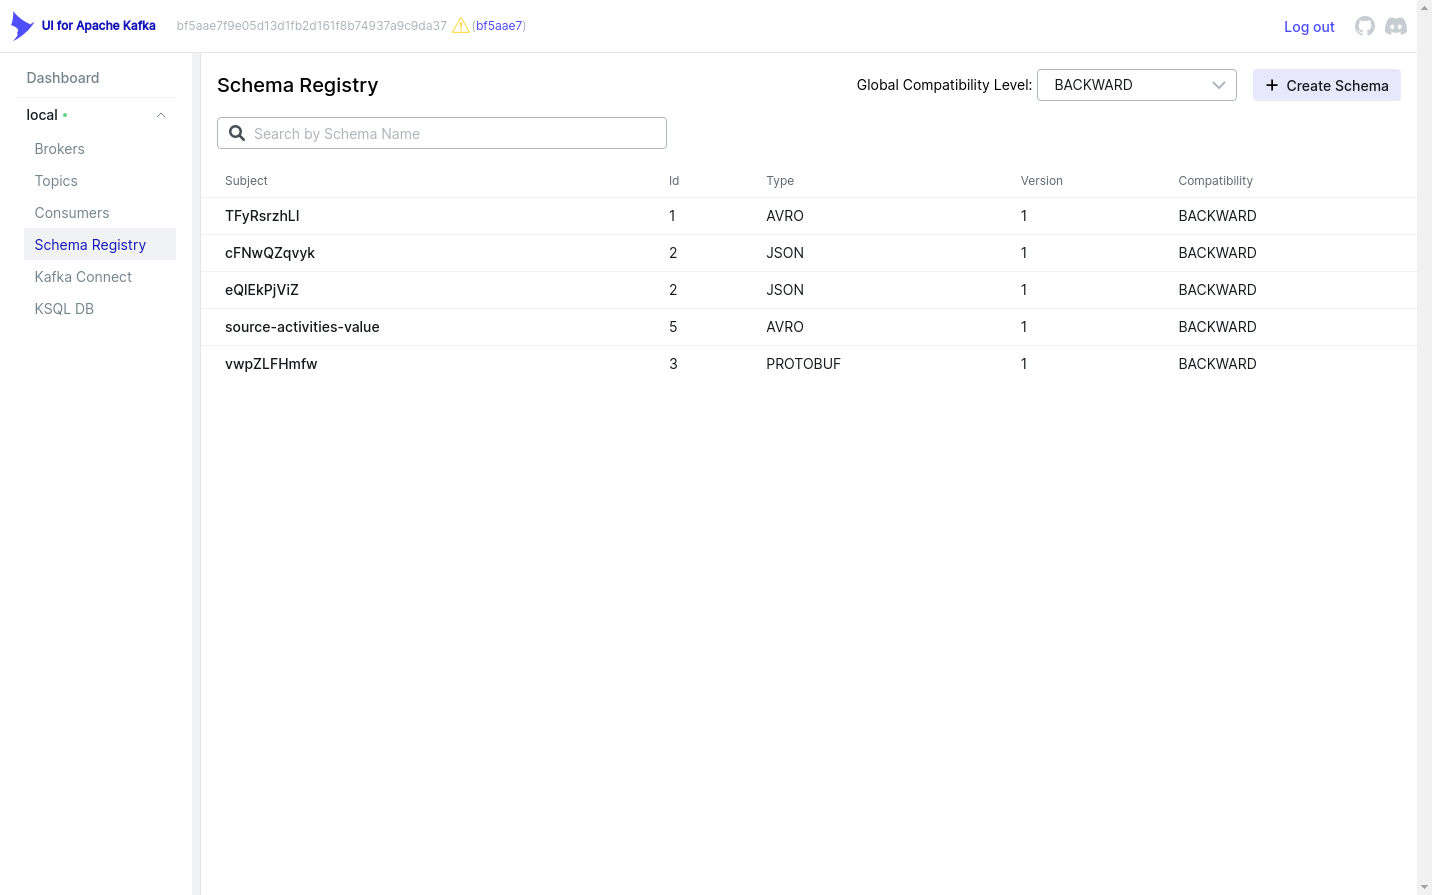 UI for Apache Kafka bf5aae7f9e05d13d1fb2d161f8b74937a9c9da37 (bf5aae7) Log out
Dashboard
local
Brokers
Topics
Consumers
Schema Registry
Kafka Connect
KSQL DB
Schema Registry Global Compatibility Level: BACKWARD Create Schema
Search by Schema Name
Subject Id Type Version Compatibility
TFyRsrzhLI 1 AVRO 1 BACKWARD
cFNwQZqvyk 2 JSON 1 BACKWARD
eQlEkPjViZ 2 JSON 1 BACKWARD
source-activities-value 5 AVRO 1 BACKWARD
vwpZLFHmfw 3 PROTOBUF 1 BACKWARD